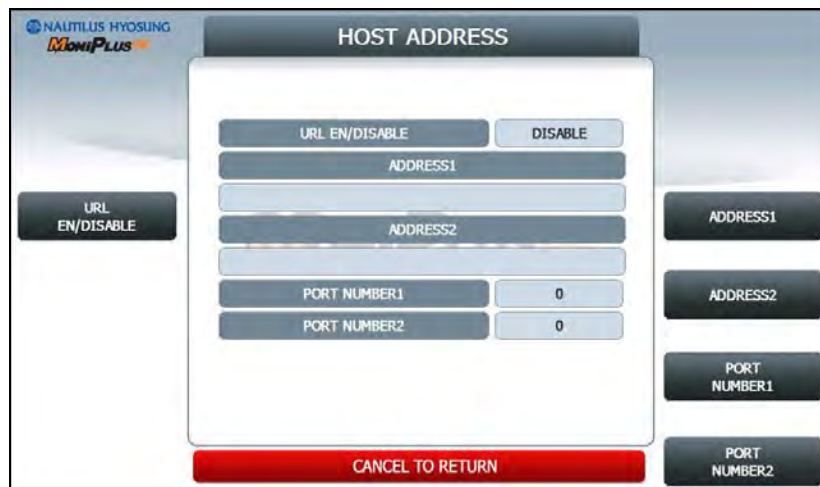 NAUTILUS HYOSUNG
MONIPLUS
HOST ADDRESS
URL EN/DISABLE DISABLE
ADDRESS1
ADDRESS2
PORT NUMBER1 0
PORT NUMBER2 0
URL
EN/DISABLE
ADDRESS1
ADDRESS2
PORT
NUMBER1
PORT
NUMBER2
CANCEL TO RETURN